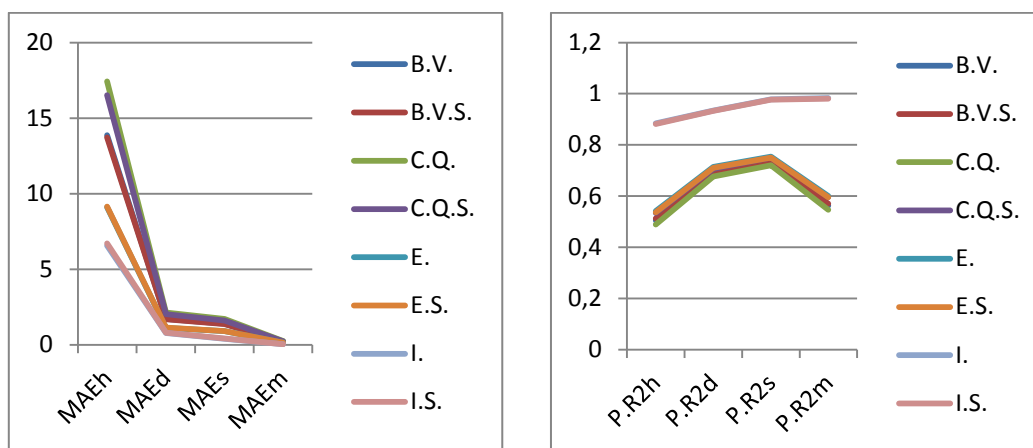 20
15
10
5
0
MAEh
MAEd
MAEs
MAEm
B.V.
B.V.S.
C.Q.
C.Q.S.
E.
E.S.
I.
I.S.
1,2
1
0,8
0,6
0,4
0,2
0
P.R2h
P.R2d
P.R2s
P.R2m
B.V.
B.V.S.
C.Q.
C.Q.S.
E.
E.S.
I.
I.S.